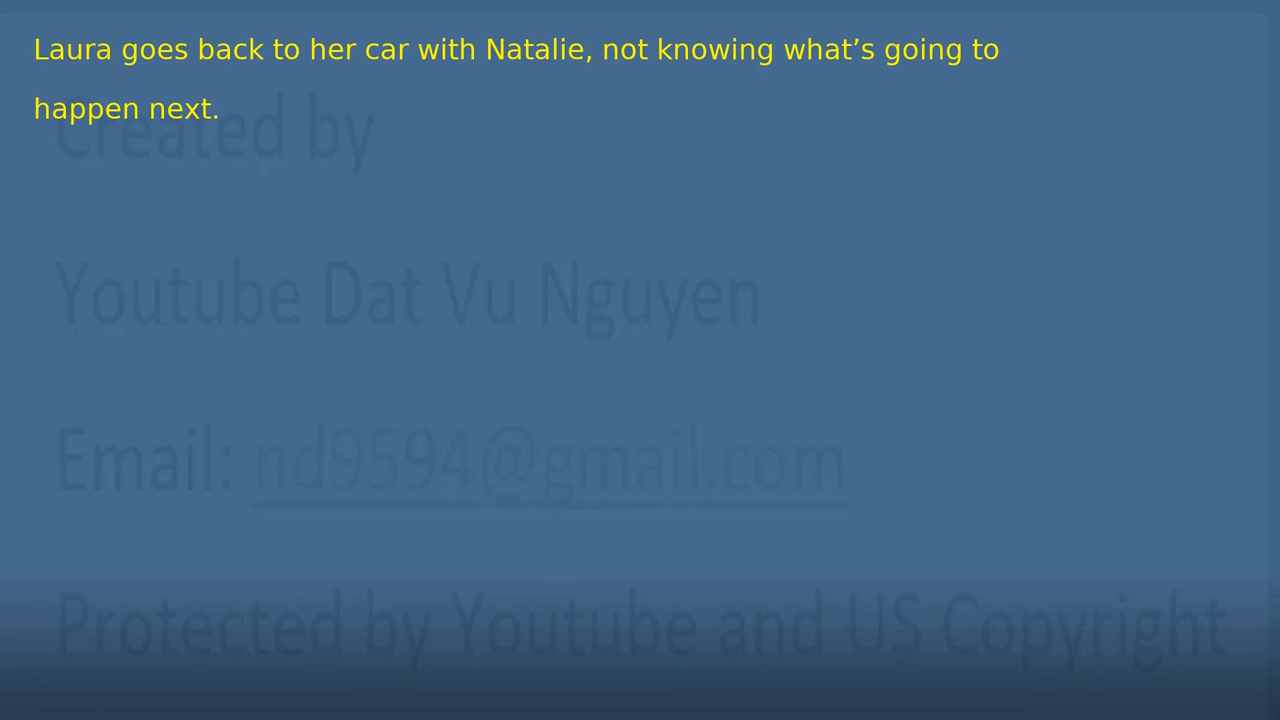 Laura goes back to her car with Natalie, not knowing what’s going to
happen next.
Created by
Youtube Dat Vu Nguyen
Email: nd9594@gmail.com
Protected by Youtube and US Copyright